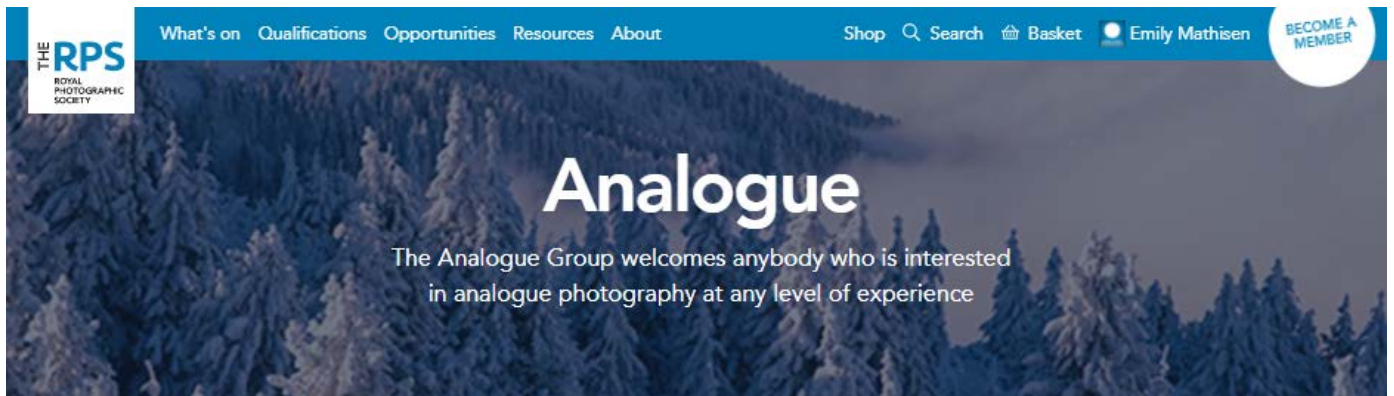 THE RPS
ROYAL
PHOTOGRAPHIC
SOCIETY
What's on Qualifications Opportunities Resources About Shop Search Basket Emily Mathisen
BECOME A
MEMBER
Analogue
The Analogue Group welcomes anybody who is interested
in analogue photography at any level of experience